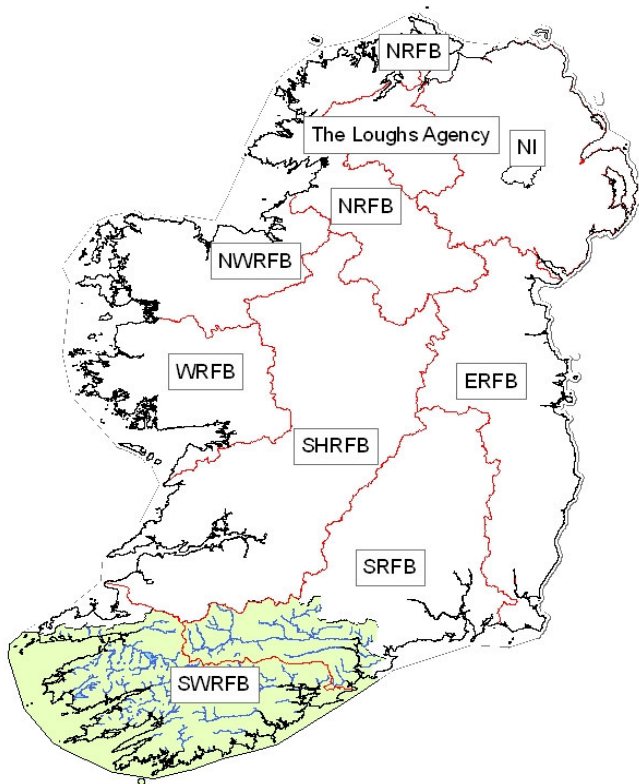 NRFB
The Loughs Agency
NI
NRFB
NWRFB
WRFB
ERFB
SHRFB
SRFB
SWRFB